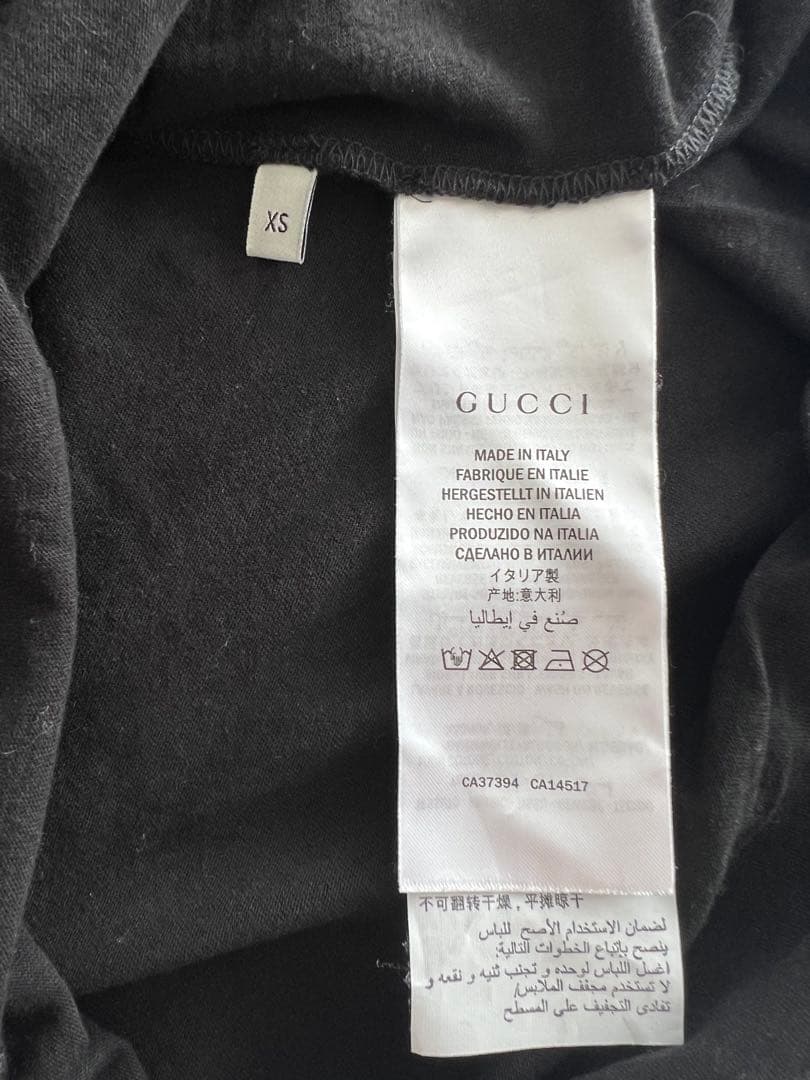 XS
GUCCI
MADE IN ITALY
FABRIQUE EN ITALIE
HERGESTELLT IN ITALIEN
HECHO EN ITALIA
PRODUZIDO NA ITALIA
СДЕЛАНО В ИТАЛИИ
イタリア製
产地:意大利
صُنع في إيطاليا
CA37394 CA14517
不可翻转干燥，平摊晾干
لضمان الاستخدام الأصح للباس
ينصح بإتباع الخطوات التالية:
اغسل اللباس لوحده و تجنب ثنيه و نقعه و
لا تستخدم مجفف الملابس/
تفادى التجفيف على المسطح